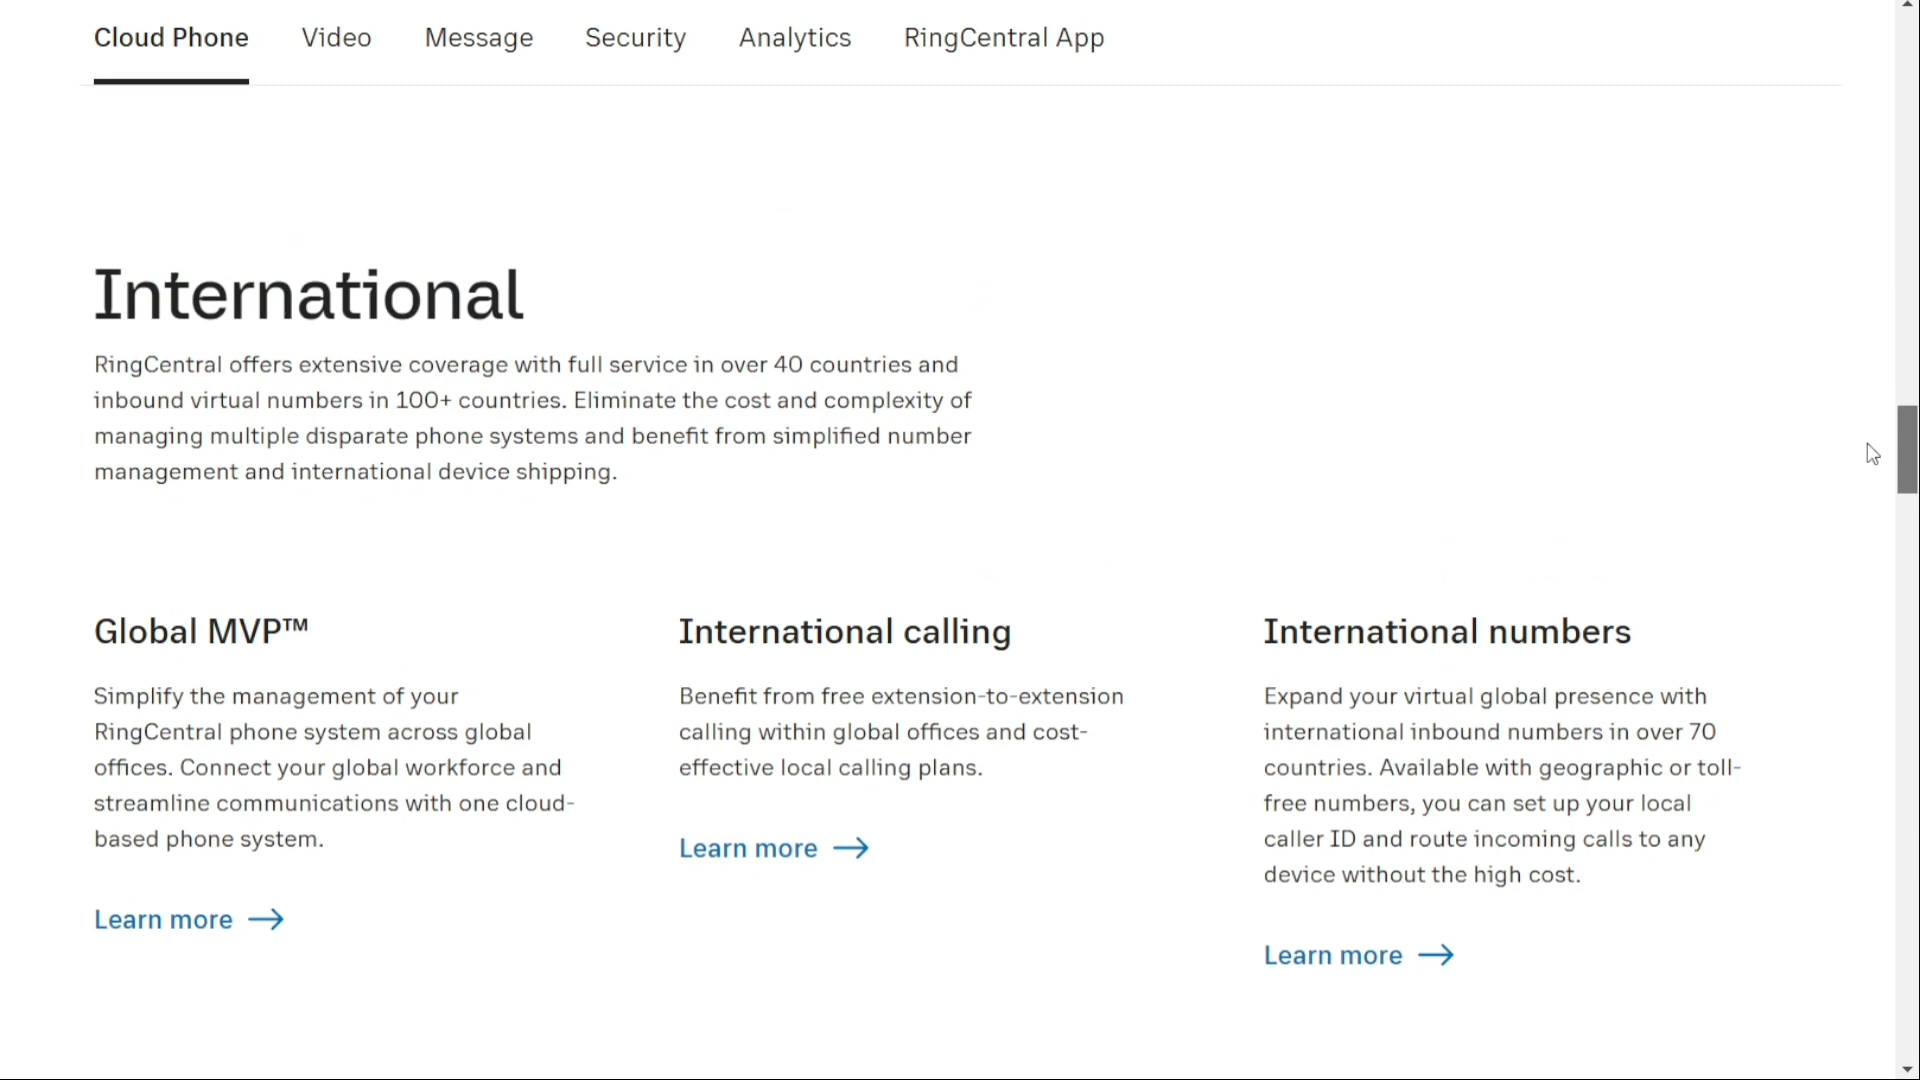 Cloud Phone Video Message Security Analytics RingCentral App
International
RingCentral offers extensive coverage with full service in over 40 countries and
inbound virtual numbers in 100+ countries. Eliminate the cost and complexity of
managing multiple disparate phone systems and benefit from simplified number
management and international device shipping.
Global MVP™
Simplify the management of your
RingCentral phone system across global
offices. Connect your global workforce and
streamline communications with one cloud-
based phone system.
Learn more
International calling
Benefit from free extension-to-extension
calling within global offices and cost-
effective local calling plans.
Learn more
International numbers
Expand your virtual global presence with
international inbound numbers in over 70
countries. Available with geographic or toll-
free numbers, you can set up your local
caller ID and route incoming calls to any
device without the high cost.
Learn more